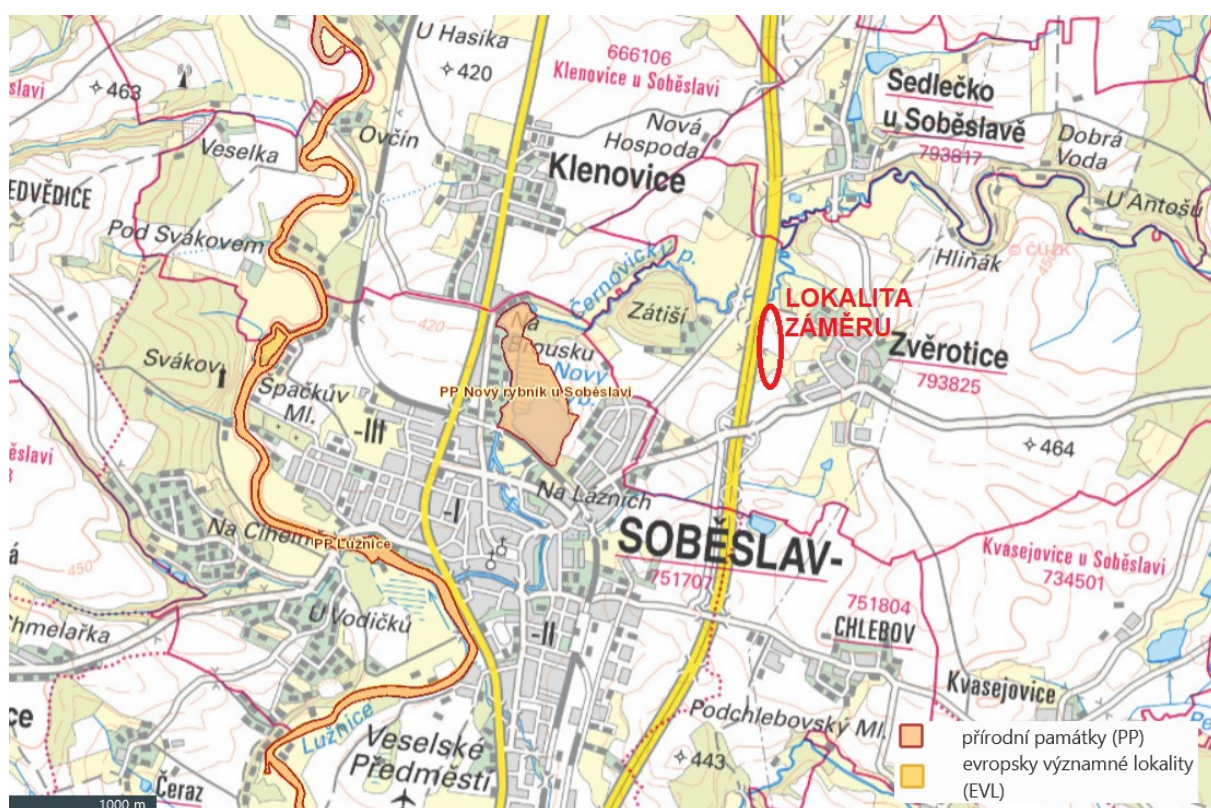 U Hasíka
420
666106
Klenovice u Soběslavi
Sedlečko
u Soběslavě
793817
slavi
463
Ovčín
Veselka
Nová
Hospoda
Dobrá
Voda
Klenovice
EDVĚDICE
U Antošů
Pod Svákovem
Hliňák
© ČÚZK
Černovický p.
LOKALITA
ZÁMĚRU
420
Zátiší
Na
Brousku
Zvěrotice
793825
Svákov
Nový
p.
PP Nový rybník u Soběslavi
Špačkův
Ml.
-III
464
Na Lázních
-I
SOBĚSLAV-
751707
PP Lužnice
450
Kvasejovice u Soběslavi
734501
U Vodičků
751804
CHLEBOV
Chmelařka
-II
Kvasejovice
Podchlebovský Ml.
Lužnice
Veselské
Předměstí
443
Čeraz
1000 m
přírodní památky (PP)
evropsky významné lokality
(EVL)